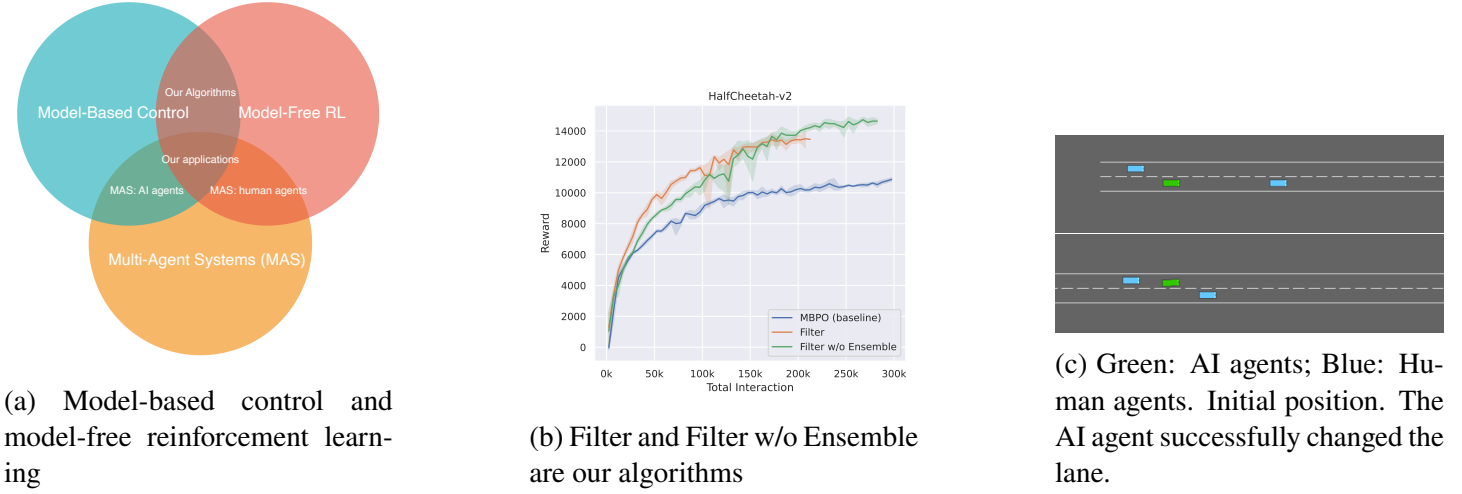 Our Algorithms
Model-Based Control
Model-Free RL
Our applications
MAS: AI agents
MAS: human agents
Multi-Agent Systems (MAS)
(a) Model-based control and
model-free reinforcement learn-
ing
HalfCheetah-v2
14000
12000
10000
8000
6000
4000
2000
0
Reward
MBPO (baseline)
Filter
Filter w/o Ensemble
0k
50k
100k
150k
200k
250k
300k
Total Interaction
(b) Filter and Filter w/o Ensemble
are our algorithms
(c) Green: AI agents; Blue: Hu-
man agents. Initial position. The
AI agent successfully changed the
lane.